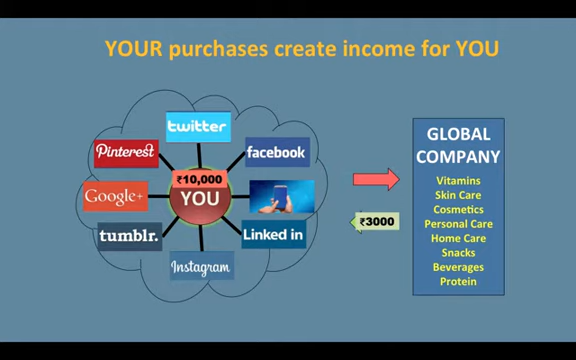 YOUR purchases create income for YOU
twitter
Pinterest
facebook
₹10,000
Google+
YOU
tumblr.
Linked in
Instagram
₹3000
GLOBAL
COMPANY
Vitamins
Skin Care
Cosmetics
Personal Care
Home Care
Snacks
Beverages
Protein